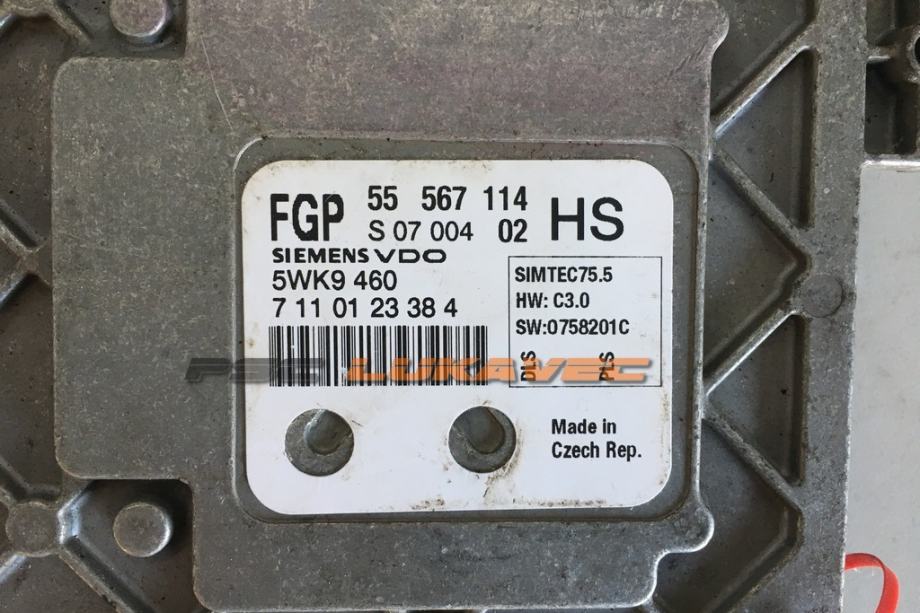 FGP 55 567 114 HS
S 07 004 02
SIEMENS VDO
5WK9 460
7 11 01 23 38 4
SIMTEC75.5
HW: C3.0
SW:0758201C
DLS PLS
LUKAVEC
Made in
Czech Rep.